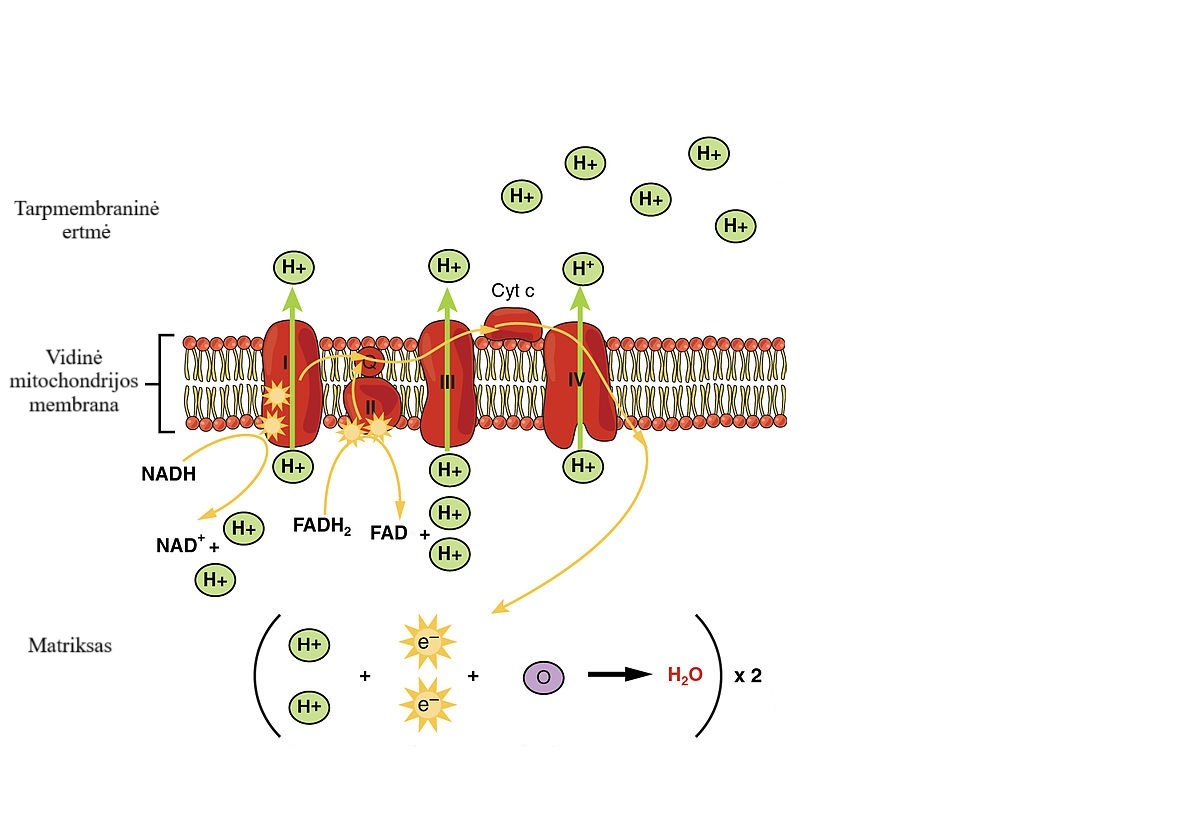 H+
H+
H+
H+
H+
Tarpmembraninė
ertmė
H+
H+
H⁺
Cyt c
Vidinė
mitochondrijos
membrana
I
Q
II
III
IV
NADH
H+
H+
H+
H+
H+
FADH₂
FAD +
H+
NAD⁺ +
H+
H+
Matriksas
H+ e⁻
+ + O H₂O x 2
H+ e⁻